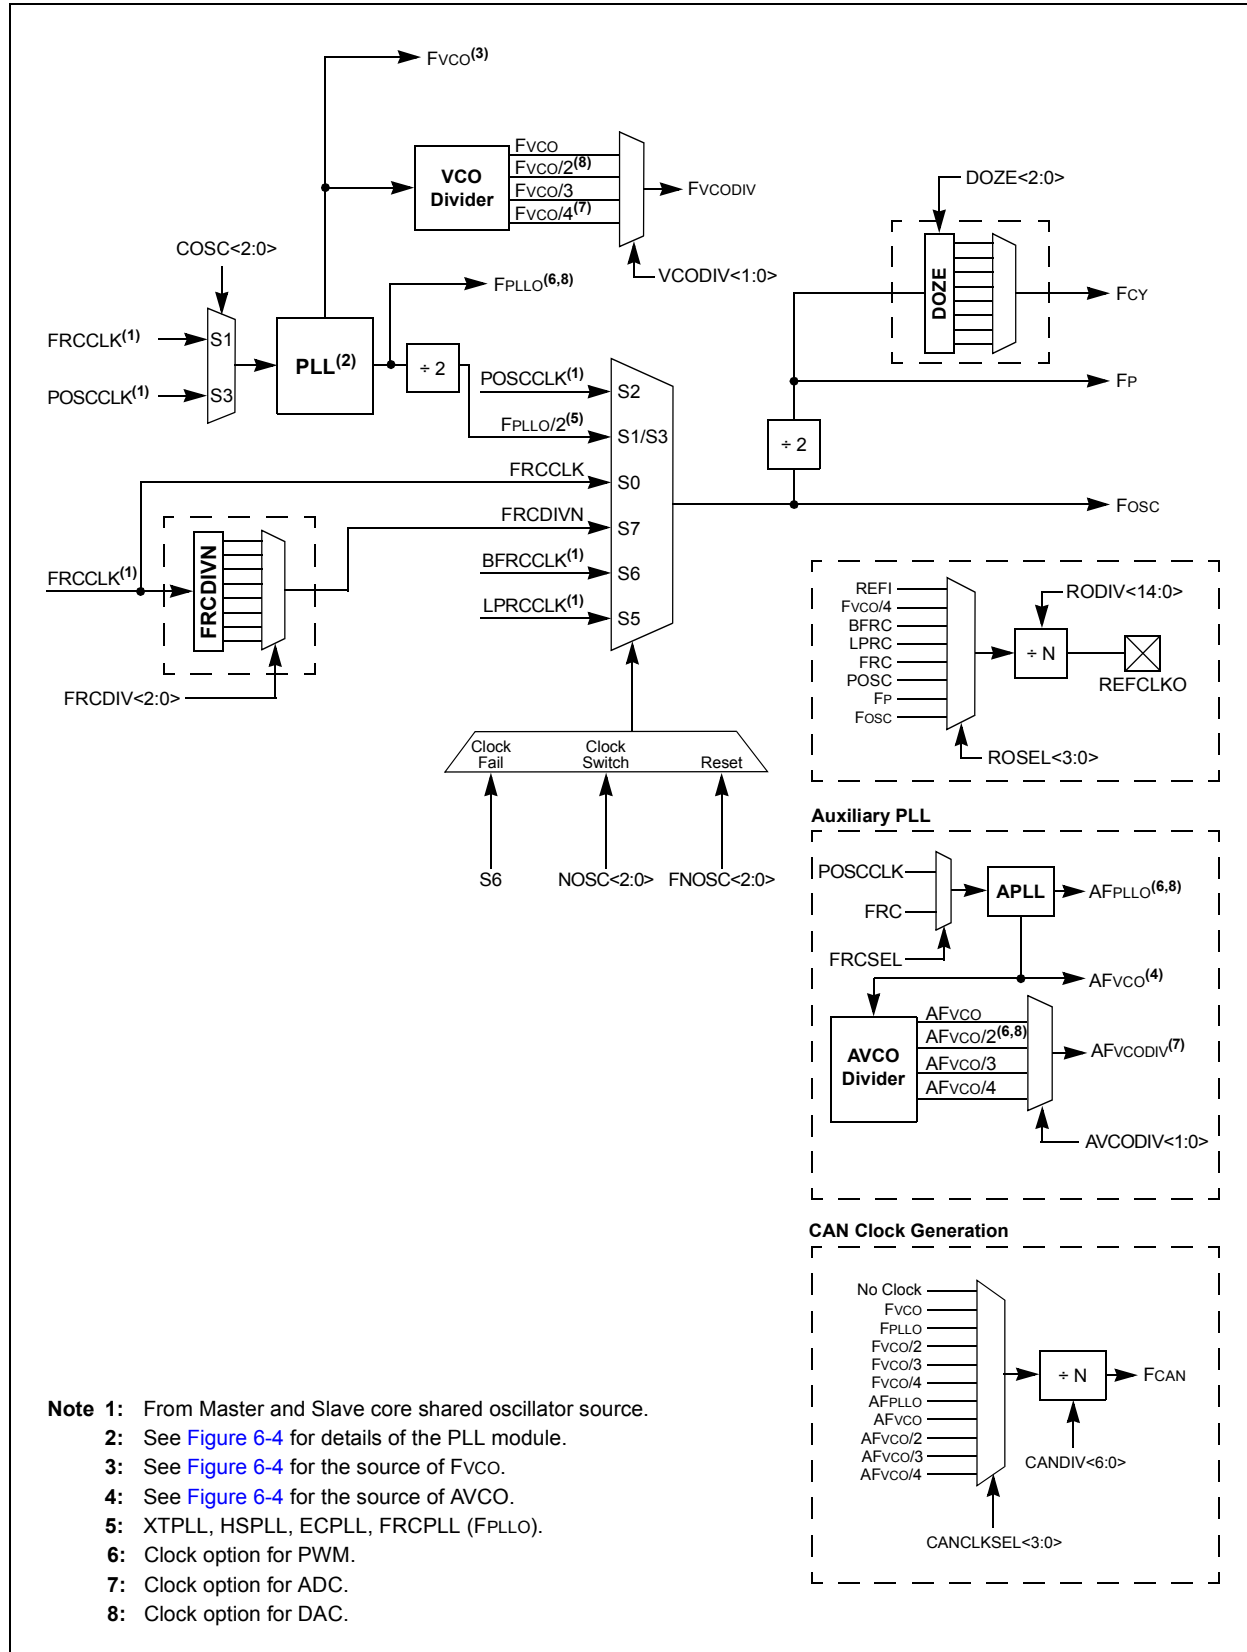 FVCO(3)
VCO
Divider
FVCO
FVCO/2(8)
FVCO/3
FVCO/4(7)
FVCODIV
VCODIV<1:0>
DOZE<2:0>
DOZE
FCY
COSC<2:0>
FRCCLK(1)
S1
POSCCLK(1)
S3
PLL(2)
FPLLO(6,8)
÷ 2
POSCCLK(1)
S2
FPLLO/2(5)
S1/S3
FRCCLK
S0
FRCDIVN
S7
BFRCCLK(1)
S6
LPRCCLK(1)
S5
FP
÷ 2
FOSC
FRCCLK(1)
FRCDIVN
FRCDIV<2:0>
Clock
Fail
Clock
Switch
Reset
S6
NOSC<2:0>
FNOSC<2:0>
REFI
FVCO/4
BFRC
LPRC
FRC
POSC
FP
FOSC
RODIV<14:0>
÷ N
REFCLKO
ROSEL<3:0>
Auxiliary PLL
POSCCLK
FRC
FRCSEL
APLL
AFPLLO(6,8)
AFVCO(4)
AVCO
Divider
AFVCO
AFVCO/2(6,8)
AFVCO/3
AFVCO/4
AFVCODIV(7)
AVCODIV<1:0>
CAN Clock Generation
No Clock
FVCO
FPLLO
FVCO/2
FVCO/3
FVCO/4
AFPLLO
AFVCO
AFVCO/2
AFVCO/3
AFVCO/4
÷ N
FCAN
CANDIV<6:0>
CANCLKSEL<3:0>
Note 1: From Master and Slave core shared oscillator source.
2: See Figure 6-4 for details of the PLL module.
3: See Figure 6-4 for the source of FVCO.
4: See Figure 6-4 for the source of AVCO.
5: XTPLL, HSPLL, ECPLL, FRCPLL (FPLLO).
6: Clock option for PWM.
7: Clock option for ADC.
8: Clock option for DAC.